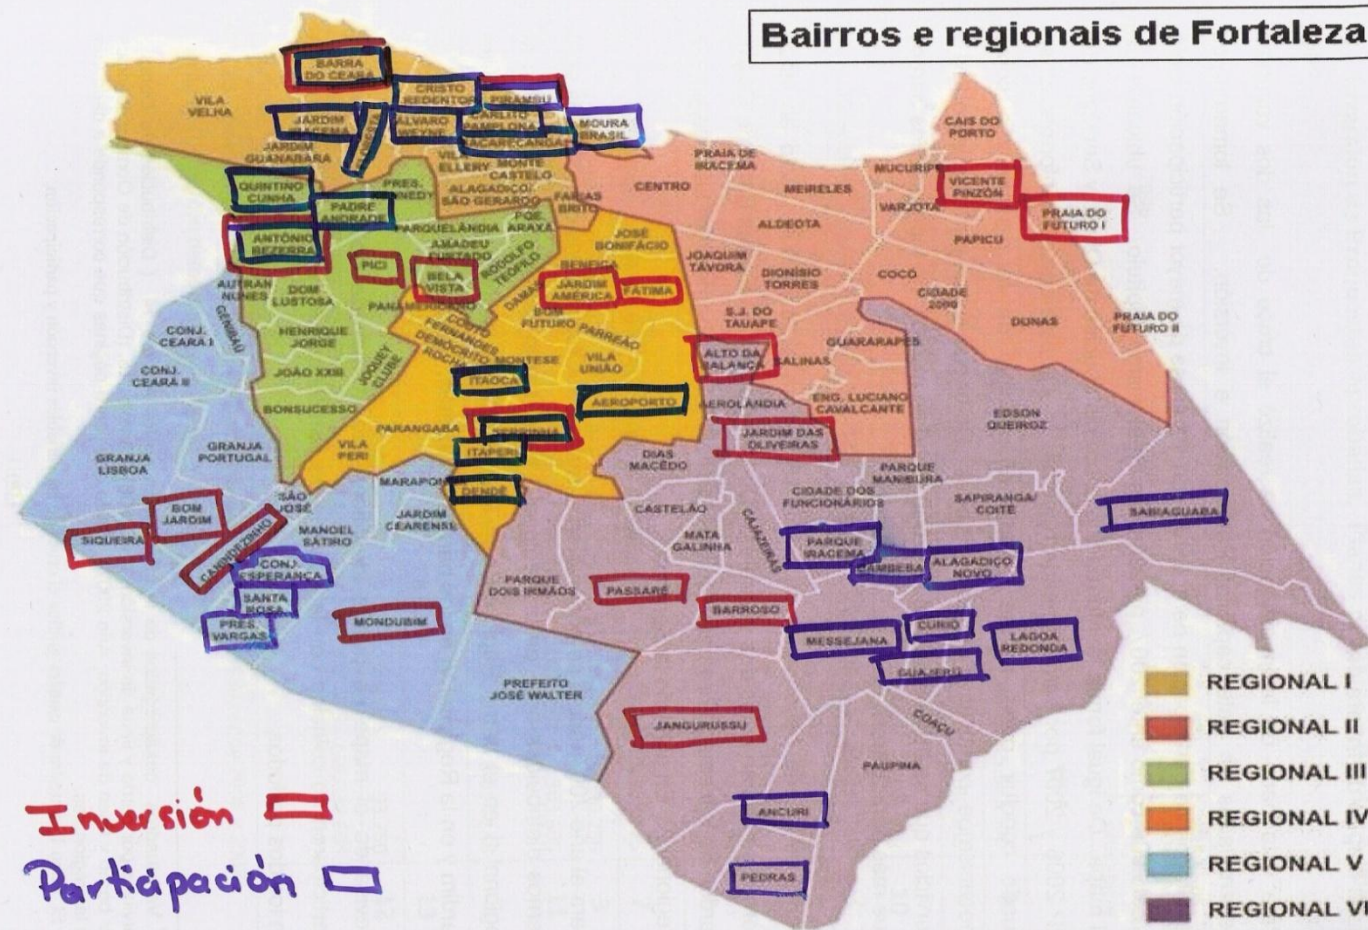 Bairros e regionais de Fortaleza
BARRA
DO CEARÁ
VILA
VELHA
CRISTO
REDENTOR
PIRAMBU
JARDIM
IRACEMA
FLORESTA
ALVARO
WEYNE
CARLITO
PAMPLONA
JACARECANGA
MOURA
BRASIL
JARDIM
GUANABARA
VILA
ELLERY
MONTE
CASTELO
ALAGADIÇO/
SÃO GERARDO
FARIAS
BRITO
QUINTINO
CUNHA
PRES.
KENNEDY
PADRE
ANDRADE
PARQUELÂNDIA
ANTÔNIO
BEZERRA
AMADEU
FURTADO
RODOLFO
TEÓFILO
PICI
BELA
VISTA
AUTRAN
NUNES
DOM
LUSTOSA
PANAMERICANO
GENIBAÚ
HENRIQUE
JORGE
COUTO
FERNANDES
DEMÓCRITO
ROCHA
JOÃO XXIII
JOQUEY
CLUBE
BONSUCESSO
CAIS DO
PORTO
PRAIA DE
IRACEMA
CENTRO
MEIRELES
MUCURIPE
VICENTE
PINZÓN
VARJOTA
PRAIA DO
FUTURO I
ALDEOTA
PAPICU
JOAQUIM
TÁVORA
DIONÍSIO
TORRES
COCÓ
CIDADE
2000
DUNAS
PRAIA DO
FUTURO II
S.J. DO
TAUAPE
GUARARAPES
SALINAS
ENG. LUCIANO
CAVALCANTE
JOSÉ
BONIFÁCIO
BENFICA
JARDIM
AMÉRICA
FÁTIMA
DAMAS
BOM
FUTURO
PARREÃO
MONTESE
VILA
UNIÃO
ITAOCA
AEROPORTO
PARANGABA
SERRINHA
VILA
PERI
ITAPERI
DENDÊ
CONJ.
CEARÁ I
CONJ.
CEARÁ II
GRANJA
LISBOA
GRANJA
PORTUGAL
BOM
JARDIM
SIQUEIRA
CANINDEZINHO
SÃO
JOSÉ
MANOEL
SÁTIRO
MARAPONGA
JARDIM
CEARENSE
CONJ.
ESPERANÇA
SANTA
ROSA
PRES.
VARGAS
MONDUBIM
PREFEITO
JOSÉ WALTER
ALTO DA
BALANÇA
AEROLÂNDIA
JARDIM DAS
OLIVEIRAS
DIAS
MACÊDO
EDSON
QUEIROZ
PARQUE
MANIBURA
CIDADE DOS
FUNCIONÁRIOS
SAPIRANGA/
COITÉ
SABIAGUABA
CASTELÃO
MATA
GALINHA
CAJAZEIRAS
PARQUE
IRACEMA
CAMBEBA
ALAGADIÇO
NOVO
PARQUE
DOIS IRMÃOS
PASSARÉ
BARROSO
MESSEJANA
CURIÓ
LAGOA
REDONDA
GUAJERÚ
JANGURUSSU
COAÇU
PAUPINA
ANCURI
PEDRAS
REGIONAL I
REGIONAL II
REGIONAL III
REGIONAL IV
REGIONAL V
REGIONAL VI
Inversión
Participación